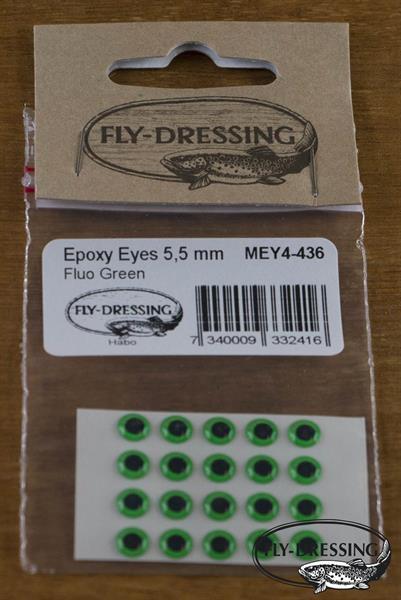 FLY-DRESSING
Epoxy Eyes 5,5 mm MEY4-436
Fluo Green
FLY-DRESSING
Habo
7 340009 332416
FLY-DRESSING